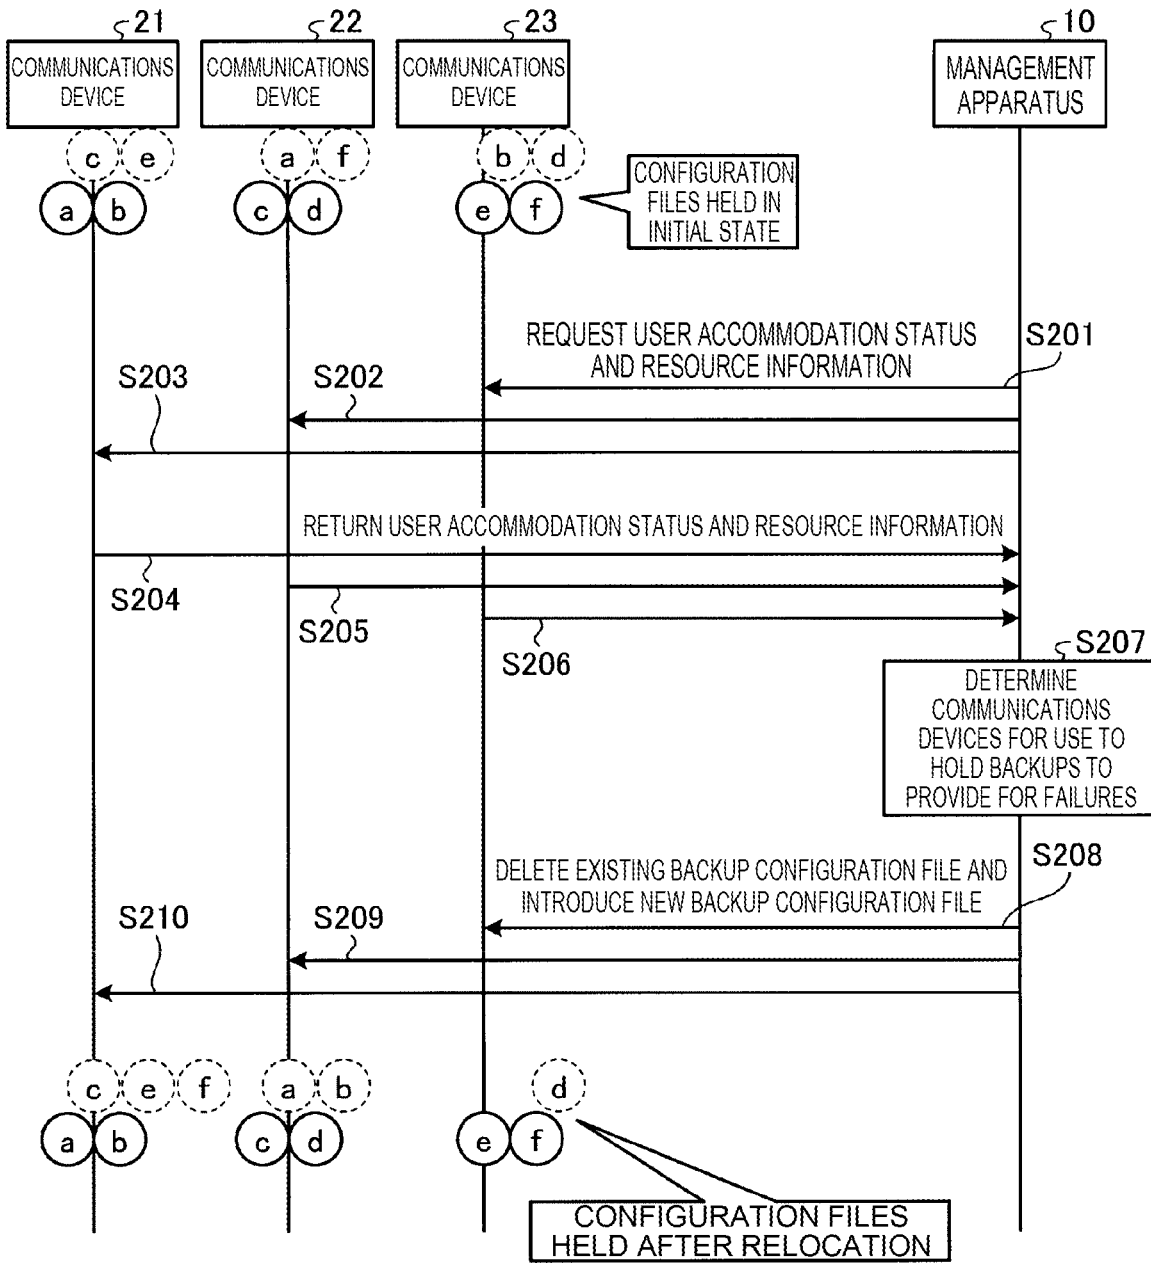 21
22
23
10
COMMUNICATIONS
DEVICE
COMMUNICATIONS
DEVICE
COMMUNICATIONS
DEVICE
MANAGEMENT
APPARATUS
c e
a f
b d
a b
c d
e f
CONFIGURATION
FILES HELD IN
INITIAL STATE
REQUEST USER ACCOMMODATION STATUS
AND RESOURCE INFORMATION
S201
S203
S202
RETURN USER ACCOMMODATION STATUS AND RESOURCE INFORMATION
S204
S205
S206
S207
DETERMINE
COMMUNICATIONS
DEVICES FOR USE TO
HOLD BACKUPS TO
PROVIDE FOR FAILURES
DELETE EXISTING BACKUP CONFIGURATION FILE AND
INTRODUCE NEW BACKUP CONFIGURATION FILE
S208
S210
S209
c e f
a b
d
a b
c d
e f
CONFIGURATION FILES
HELD AFTER RELOCATION